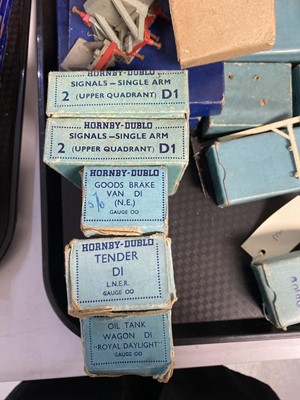 HORNBY-DUBLO
SIGNALS-SINGLE ARM
2 (UPPER QUADRANT) D1
HORNBY-DUBLO
SIGNALS-SINGLE ARM
2 (UPPER QUADRANT) D1
HORNBY-DUBLO
GOODS BRAKE
VAN D1
(N.E.)
GAUGE OO
HORNBY-DUBLO
TENDER
D1
L.N.E.R.
GAUGE OO
OIL TANK
WAGON D1
"ROYAL DAYLIGHT"
GAUGE OO